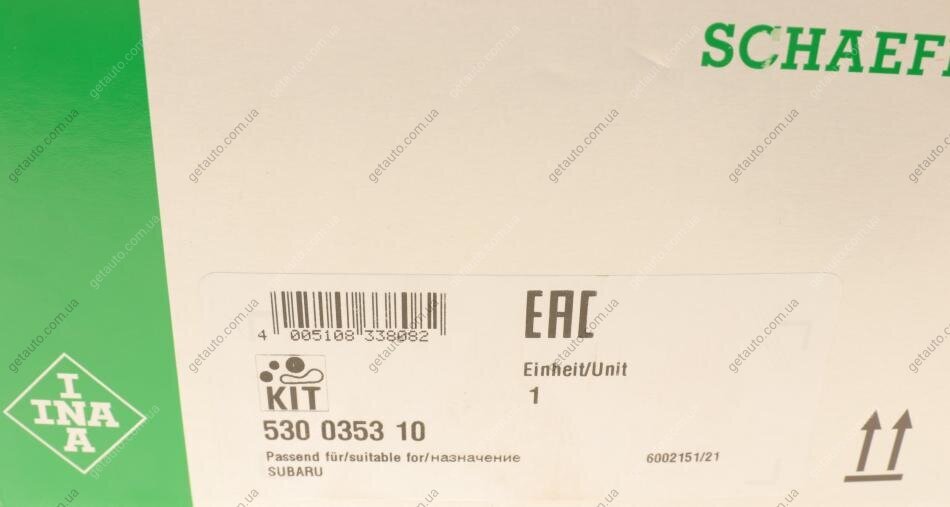 SCHAEF
4 005108 338082
EAC
Einheit/Unit
1
KIT
530 0353 10
Passend für/suitable for/назначение
SUBARU
6002151/21
INA
INA
getauto.com.ua